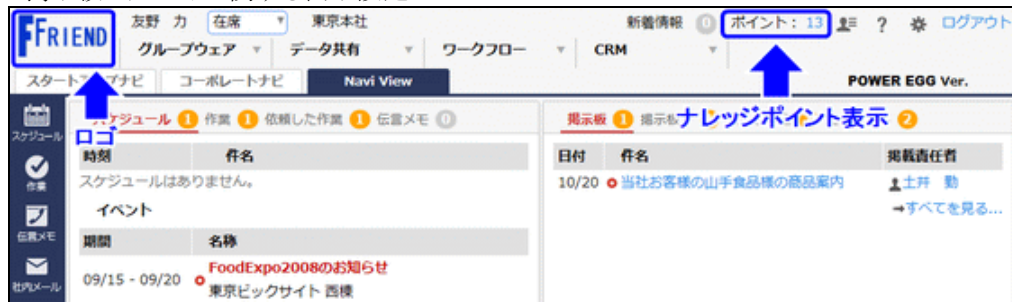 FFRIEND
友野 力 在席 東京本社 新着情報 0 ポイント： 13 ? ログアウト
グループウェア データ共有 ワークフロー CRM
コーポレートナビ Navi View POWER EGG Ver.
ロゴ
ナレッジポイント表示
スケジュール
作業
伝言メモ
社内メール
スケジュール 1 作業 1 依頼した作業 1 伝言メモ 0
時刻 件名
スケジュールはありません。
イベント
期間 名称
09/15 - 09/20 FoodExpo2008のお知らせ
東京ビックサイト 西棟
掲示板 1 2
日付 件名 掲載責任者
10/20 当社お客様の山手食品様の商品案内 土井 勤
➡すべてを見る...